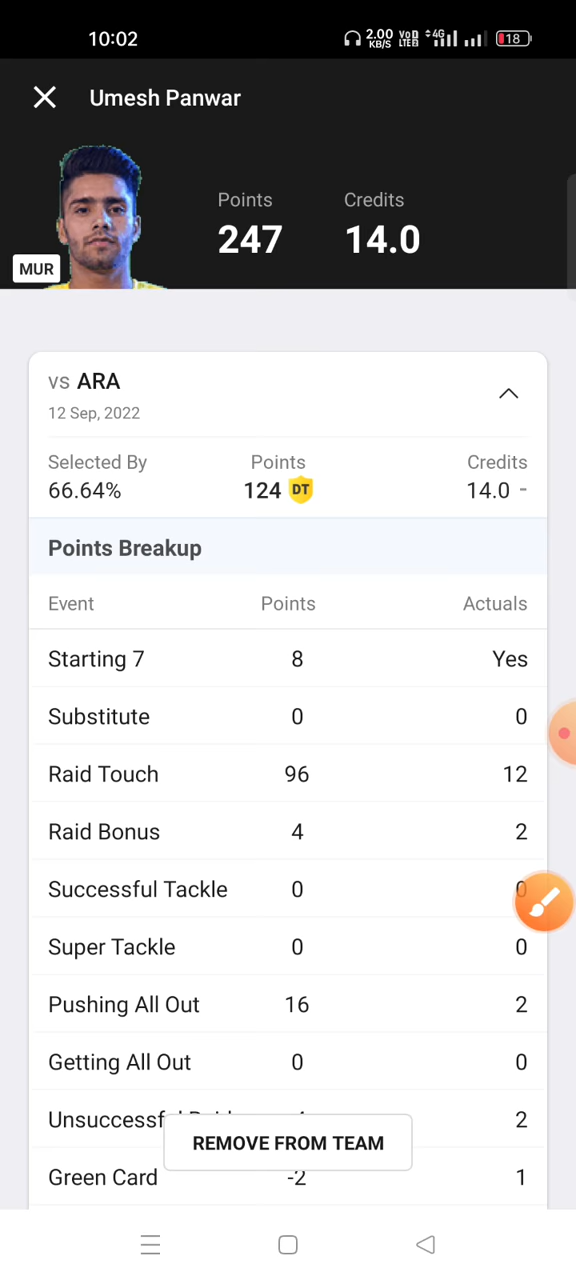 10:02 2.00 KB/S VoD LTE 4G 18
Umesh Panwar
Points Credits
247 14.0
MUR
vs ARA
12 Sep, 2022
Selected By Points Credits
66.64% 124 DT 14.0 -
Points Breakup
Event Points Actuals
Starting 7 8 Yes
Substitute 0 0
Raid Touch 96 12
Raid Bonus 4 2
Successful Tackle 0 0
Super Tackle 0 0
Pushing All Out 16 2
Getting All Out 0 0
2
REMOVE FROM TEAM
Green Card -2 1